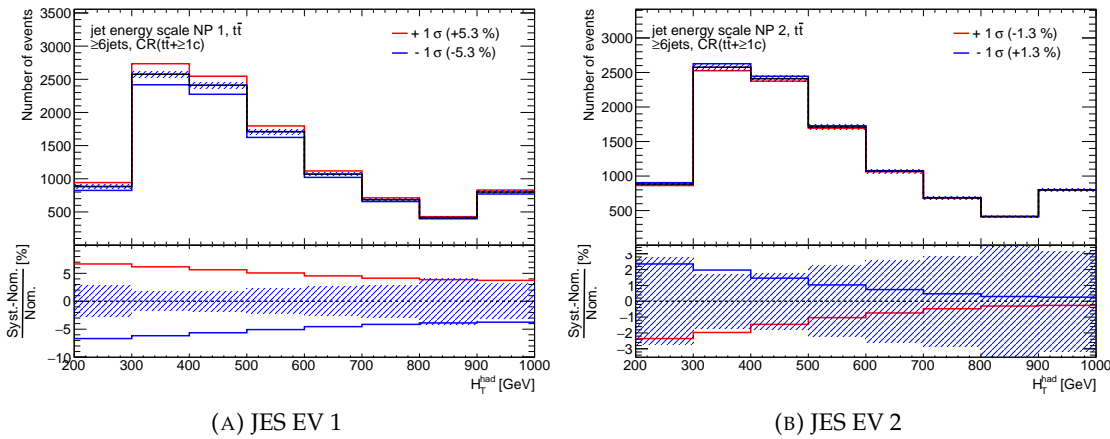 jet energy scale NP 1, tt̄
≥6jets, CR(tt̄+≥1c)
+ 1 σ (+5.3 %)
- 1 σ (-5.3 %)
Number of events
3500
3000
2500
2000
1500
1000
500
Syst.-Nom.
Nom.
[%]
5
0
−5
−10
200 300 400 500 600 700 800 900 1000
H_T^had [GeV]
(A) JES EV 1
jet energy scale NP 2, tt̄
≥6jets, CR(tt̄+≥1c)
+ 1 σ (-1.3 %)
- 1 σ (+1.3 %)
Number of events
3000
2500
2000
1500
1000
500
Syst.-Nom.
Nom.
[%]
3
2
1
0
−1
−2
−3
200 300 400 500 600 700 800 900 1000
H_T^had [GeV]
(B) JES EV 2